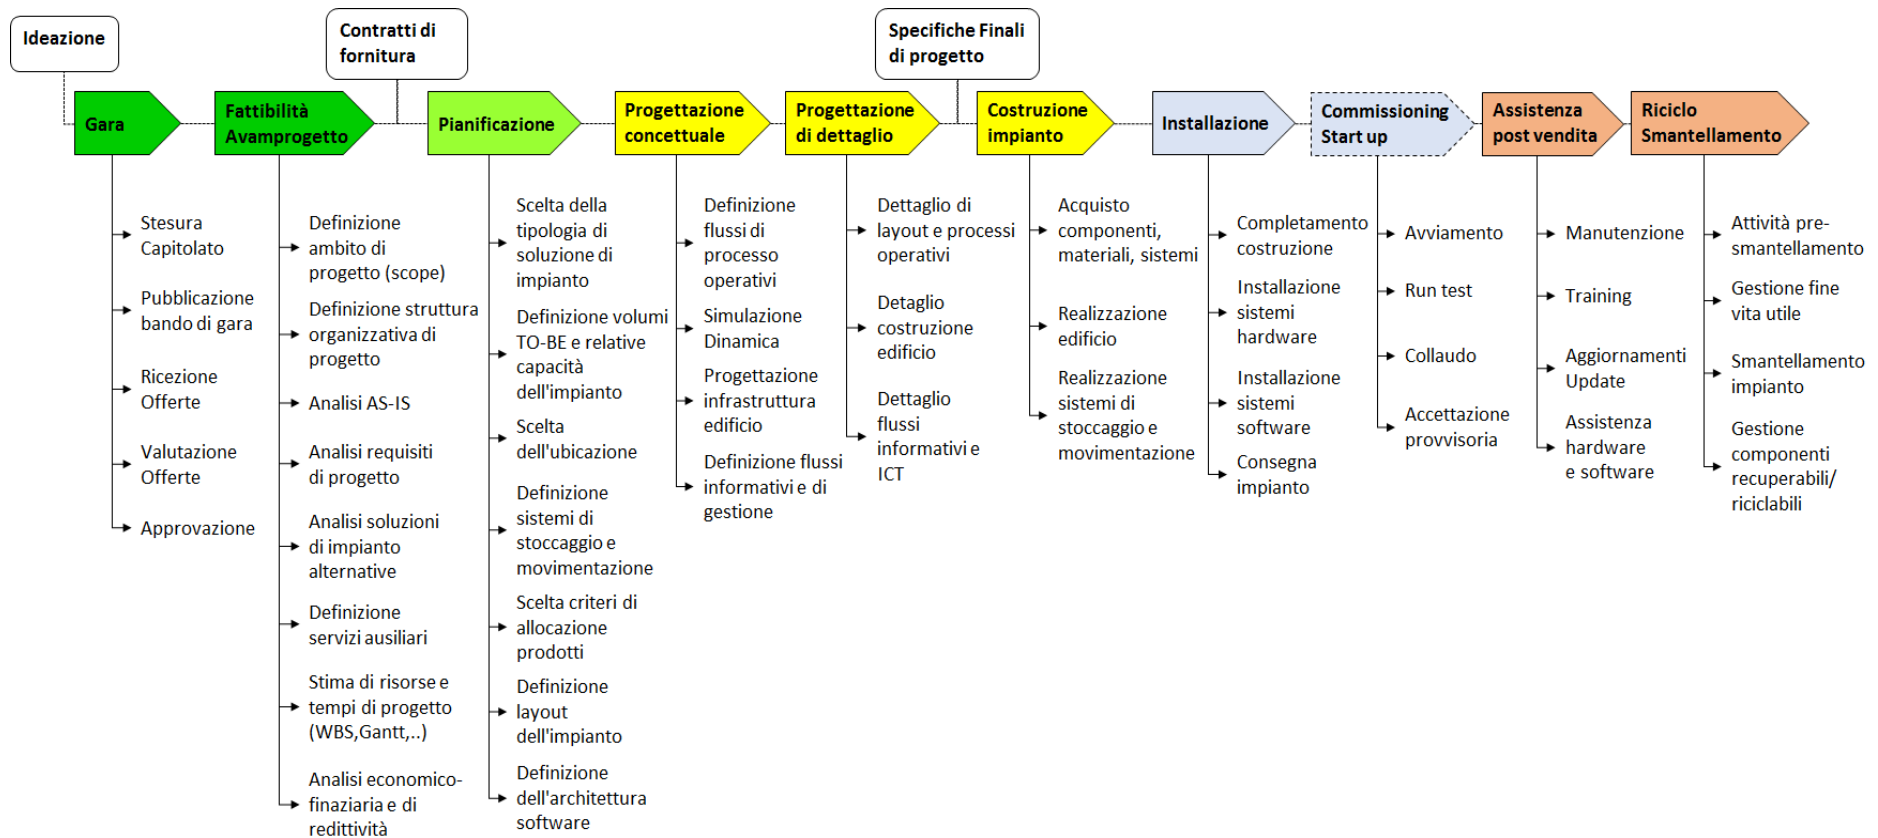 Ideazione
Contratti di
fornitura
Specifiche Finali
di progetto
Gara
Fattibilità
Avamprogetto
Pianificazione
Progettazione
concettuale
Progettazione
di dettaglio
Costruzione
impianto
Installazione
Commissioning
Start up
Assistenza
post vendita
Riciclo
Smantellamento
Stesura
Capitolato
Pubblicazione
bando di gara
Ricezione
Offerte
Valutazione
Offerte
Approvazione
Definizione
ambito di
progetto (scope)
Definizione struttura
organizzativa di
progetto
Analisi AS-IS
Analisi requisiti
di progetto
Analisi soluzioni
di impianto
alternative
Definizione
servizi ausiliari
Stima di risorse e
tempi di progetto
(WBS,Gantt,..)
Analisi economico-
finaziaria e di
redittività
Scelta della
tipologia di
soluzione di
impianto
Definizione volumi
TO-BE e relative
capacità
dell'impianto
Scelta
dell'ubicazione
Definizione
sistemi di
stoccaggio e
movimentazione
Scelta criteri di
allocazione
prodotti
Definizione
layout
dell'impianto
Definizione
dell'architettura
software
Definizione
flussi di
processo
operativi
Simulazione
Dinamica
Progettazione
infrastruttura
edificio
Definizione flussi
informativi e di
gestione
Dettaglio di
layout e processi
operativi
Detaglio
costruzione
edificio
Dettaglio
flussi
informativi e
ICT
Acquisto
componenti,
materiali, sistemi
Realizzazione
edificio
Realizzazione
sistemi di
stoccaggio e
movimentazione
Completamento
costruzione
Installazione
sistemi
hardware
Installazione
sistemi
software
Consegna
impianto
Avviamento
Run test
Collaudo
Accettazione
provvisoria
Manutenzione
Training
Aggiornamenti
Update
Assistenza
hardware
e software
Attività pre-
smantellamento
Gestione fine
vita utile
Smantellamento
impianto
Gestione
componenti
recuperabili/
riciclabili